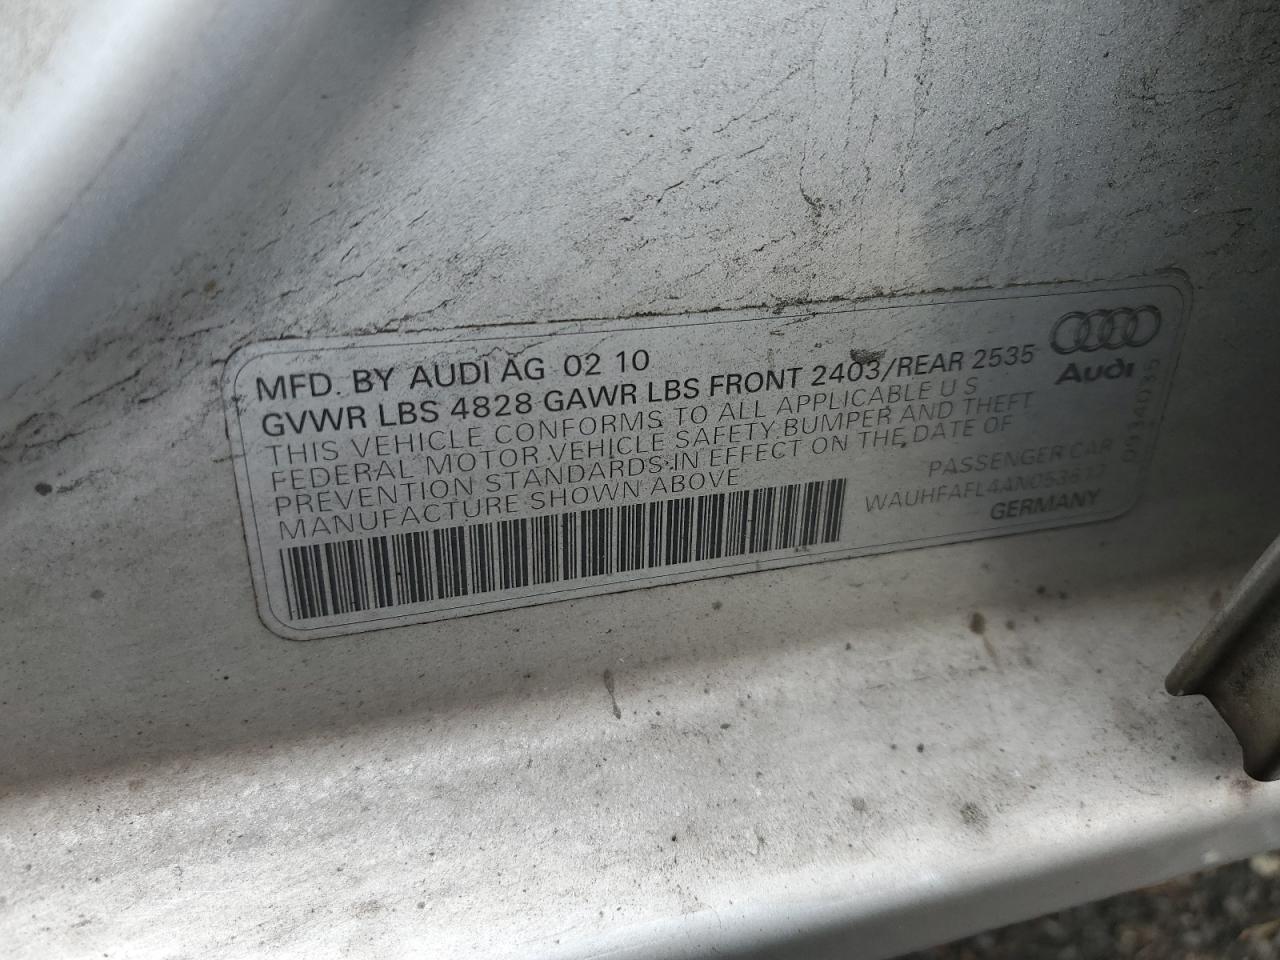 MFD. BY AUDI AG 02 10
GVWR LBS 4828 GAWR LBS FRONT 2403/REAR 2535
THIS VEHICLE CONFORMS TO ALL APPLICABLE U S
FEDERAL MOTOR VEHICLE SAFETY, BUMPER AND THEFT
PREVENTION STANDARDS IN EFFECT ON THE DATE OF
MANUFACTURE SHOWN ABOVE
Audi
PASSENGER CAR
WAUHFAFL4AN053617
GERMANY